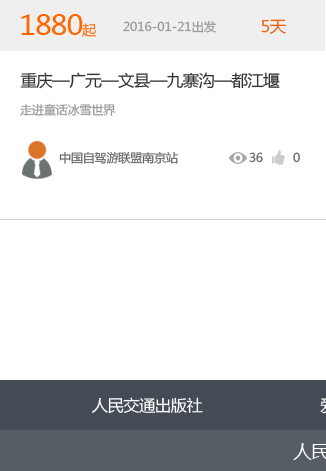 1880起 2016-01-21出发 5天
重庆—广元—文县—九寨沟—都江堰
走进童话冰雪世界
中国自驾游联盟南京站 36 0
人民交通出版社
人民